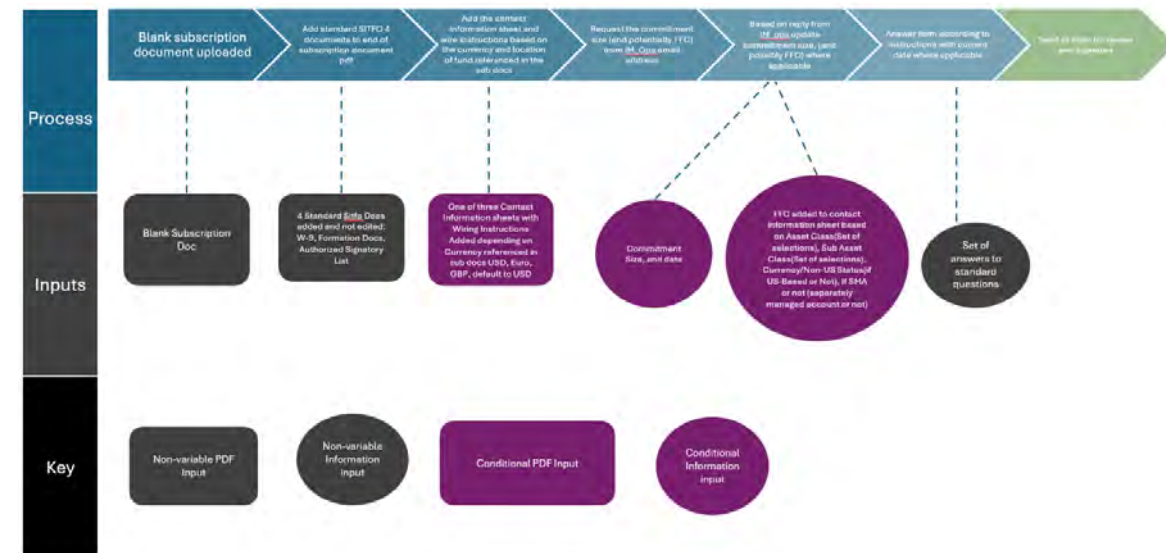 Blank subscription
document uploaded
Add standard SITFO 4
documents to end of
subscription document
pdf
Add the contact
information sheet and
wire instructions based on
the currency and location
of fund referenced in the
sub docs
Request the commitment
size (and potentially FFC)
from IM_Ops email
address
Based on reply from
IM_ops update
commitment size, (and
possibly FFC) where
applicable
Answer form according to
instructions with current
date where applicable
Process
Inputs
Blank Subscription
Doc
4 Standard Sitfo Docs
added and not edited:
W-9, Formation Docs,
Authorized Signatory
List
One of three Contact
Information sheets with
Wiring Instructions
Added depending on
Currency referenced in
sub docs USD, Euro,
GBP, default to USD
Commitment
Size, and date
FFC added to contact
information sheet based
on Asset Class(Set of
selections), Sub Asset
Class(Set of selections),
Currency/Non-US Status(if
US-Based or Not), If SMA
or not (separately
managed account or not)
Set of
answers to
standard
questions
Key
Non-variable PDF
Input
Non-variable
Information
input
Conditional PDF Input
Conditional
Information
input